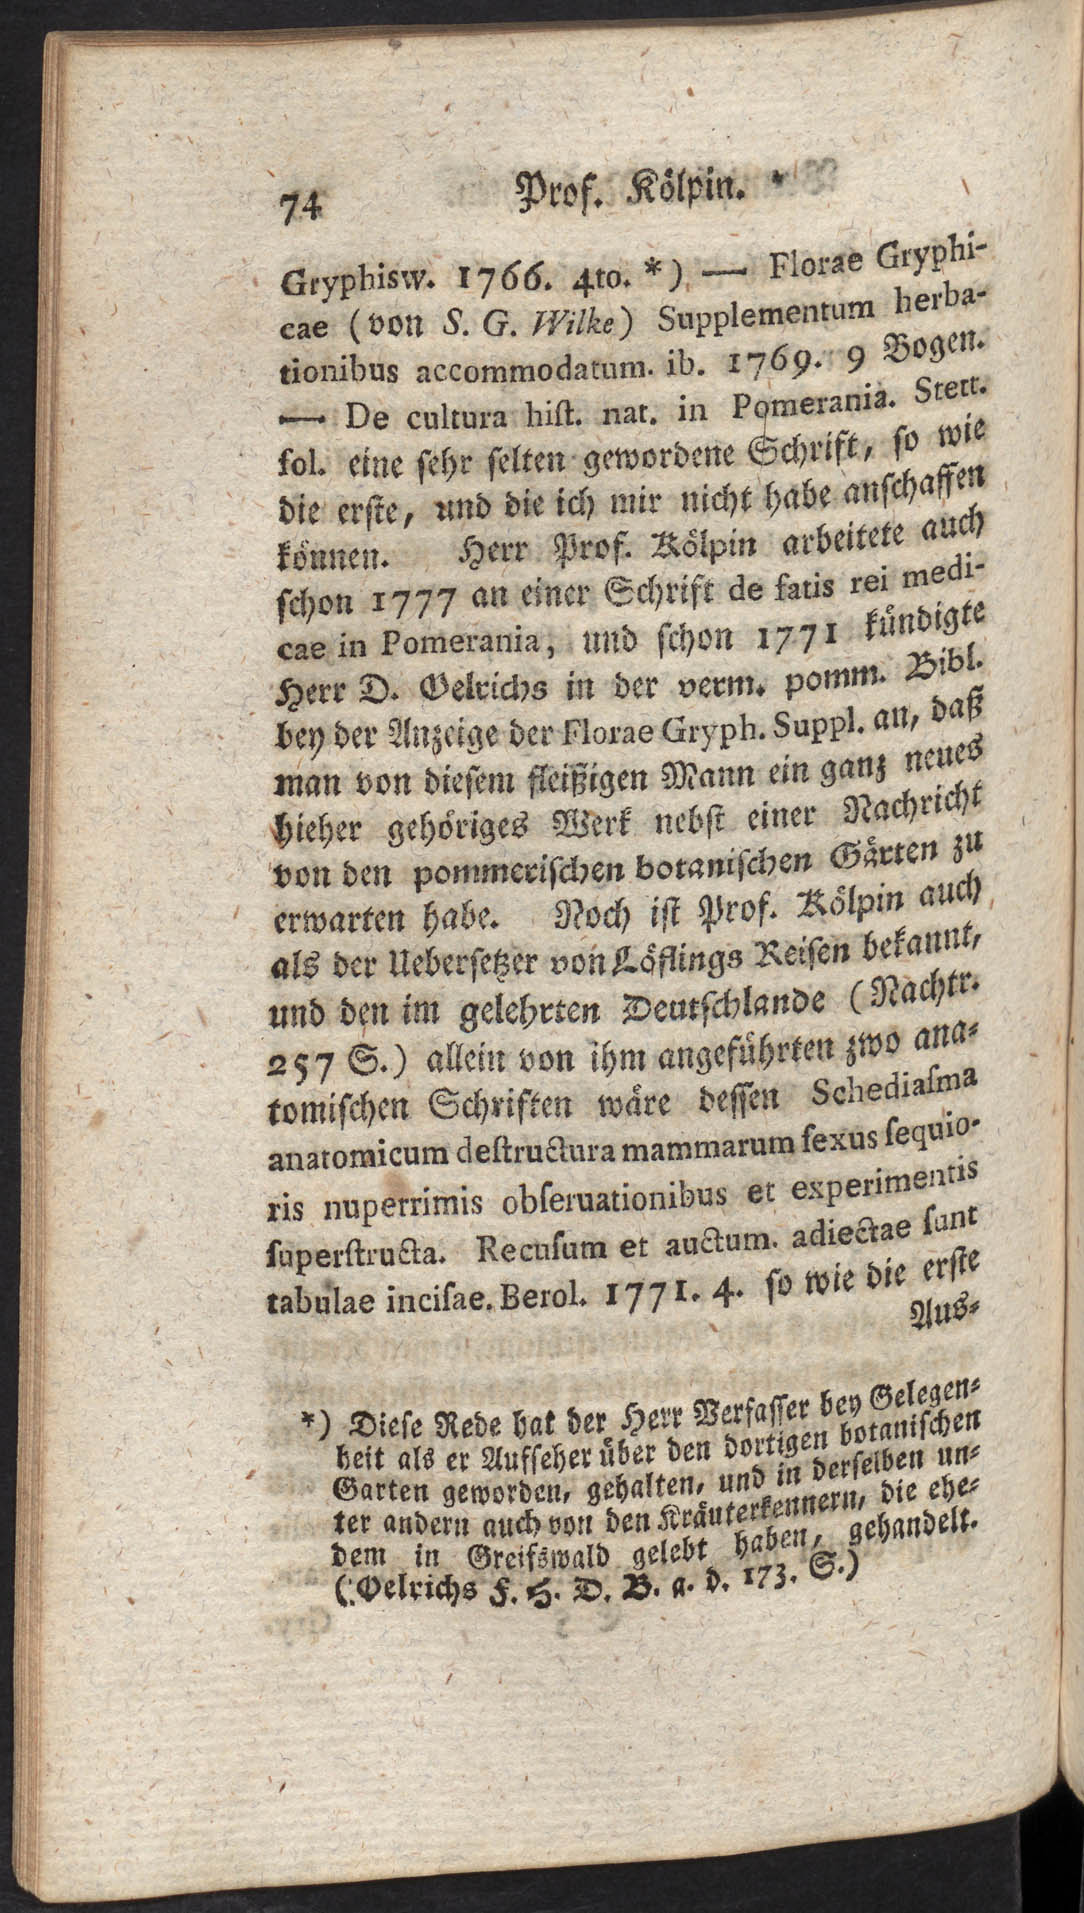 74 Prof. Kölpin.
Gryphisw. 1766. 4to. *) — Florae Gryphi-
cae (von S. G. Wilke) Supplementum herba-
tionibus accommodatum. ib. 1769. 9 Bogen.
— De cultura hiſt. nat. in Pomerania. Stett.
fol. eine ſehr ſelten gewordene Schrift, ſo wie
die erſte, und die ich mir nicht habe anſchaffen
können. Herr Prof. Kölpin arbeitete auch
ſchon 1777 an einer Schrift de fatis rei medi-
cae in Pomerania, und ſchon 1771 kündigte
Herr D. Oelrichs in der verm. pomm. Bibl.
bey der Anzeige der Florae Gryph. Suppl. an, daß
man von dieſem fleißigen Mann ein ganz neues
hieher gehöriges Werk nebſt einer Nachricht
von den pommeriſchen botaniſchen Gärten zu
erwarten habe. Noch iſt Prof. Kölpin auch
als der Ueberſetzer von Löflings Reiſen bekannt,
und den im gelehrten Deutſchlande (Nachtr.
257 S.) allein von ihm angeführten zwo ana-
tomiſchen Schriften wäre deſſen Schediaſma
anatomicum deſtructura mammarum ſexus ſequio-
ris nuperrimis obſeruationibus et experimentis
ſuperſtructa. Recuſum et auctum. adiectae ſunt
tabulae inciſae. Berol. 1771. 4. ſo wie die erſte
Aus-
*) Dieſe Rede hat der Herr Verfaſſer bey Gelegen-
heit als er Aufſeher über den dortigen botaniſchen
Garten geworden, gehalten, und in derſelben un-
ter andern auch von den Kräuterkennern, die ehe-
dem in Greifswald gelebt haben, gehandelt.
(Oelrichs F. H. D. B. a. d. 173. S.)